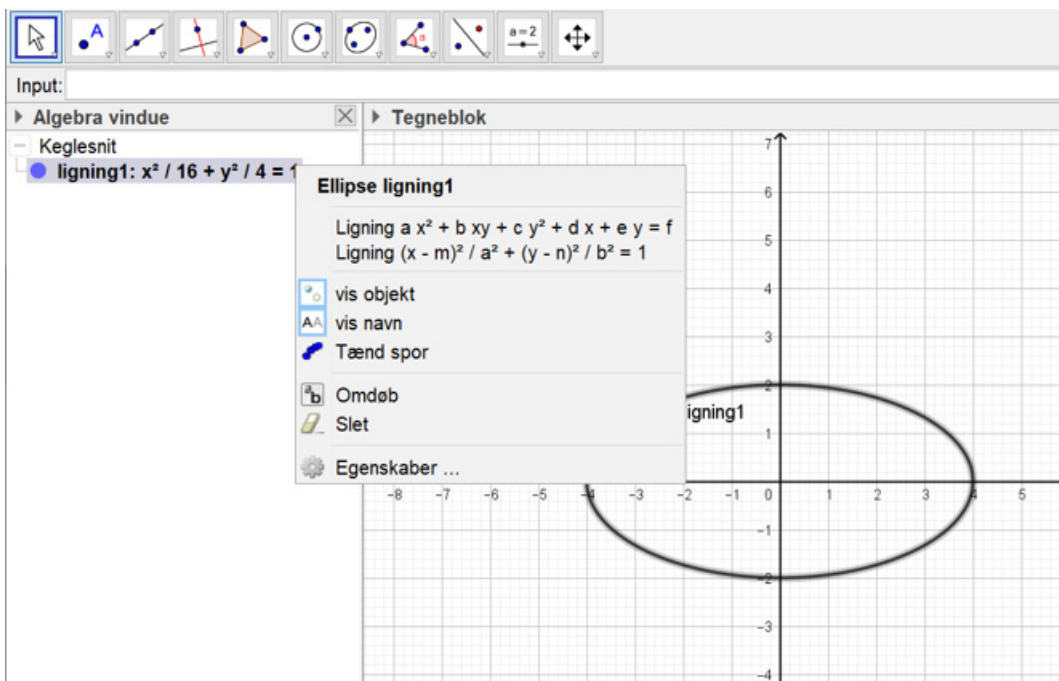 A
α
a=2
Input:
Algebra vindue
Tegneblok
Keglesnit
ligning1: x² / 16 + y² / 4 = 1
Ellipse ligning1
Ligning a x² + b xy + c y² + d x + e y = f
Ligning (x - m)² / a² + (y - n)² / b² = 1
vis objekt
AA vis navn
Tænd spor
ab Omdøb
Slet
Egenskaber ...
igning1
7
6
5
4
3
2
1
-8 -7 -6 -5 -4 -3 -2 -1 0 1 2 3 4 5
-1
-2
-3
-4